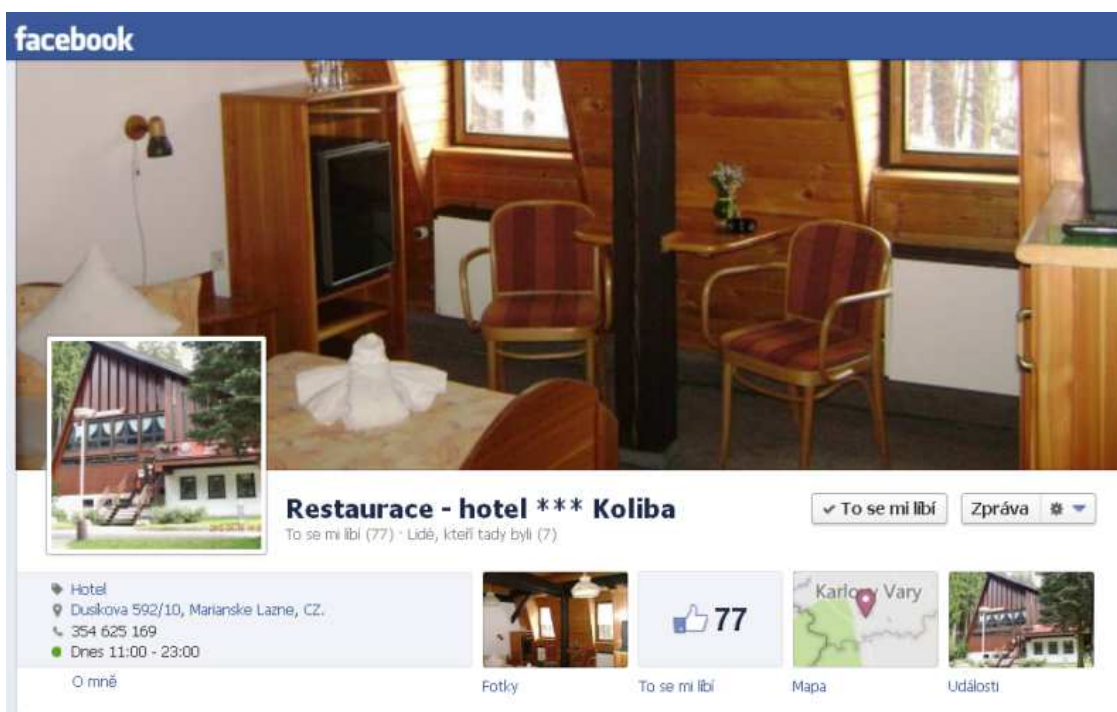 facebook
Restaurace - hotel *** Koliba
To se mi líbí (77) · Lidé, kteří tady byli (7)
To se mi líbí
Zpráva
Hotel
Dusikova 592/10, Marianske Lazne, CZ.
354 625 169
Dnes 11:00 - 23:00
O mně
77
Karlovy Vary
Fotky
To se mi líbí
Mapa
Události